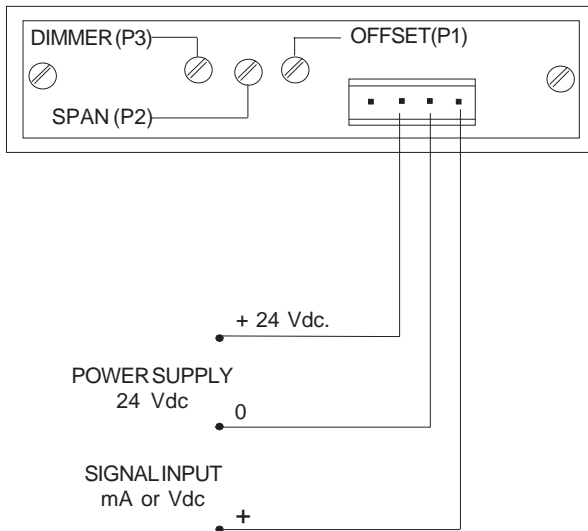 DIMMER (P3)
OFFSET(P1)
SPAN (P2)
+ 24 Vdc.
POWER SUPPLY
24 Vdc
0
SIGNAL INPUT
mA or Vdc
+